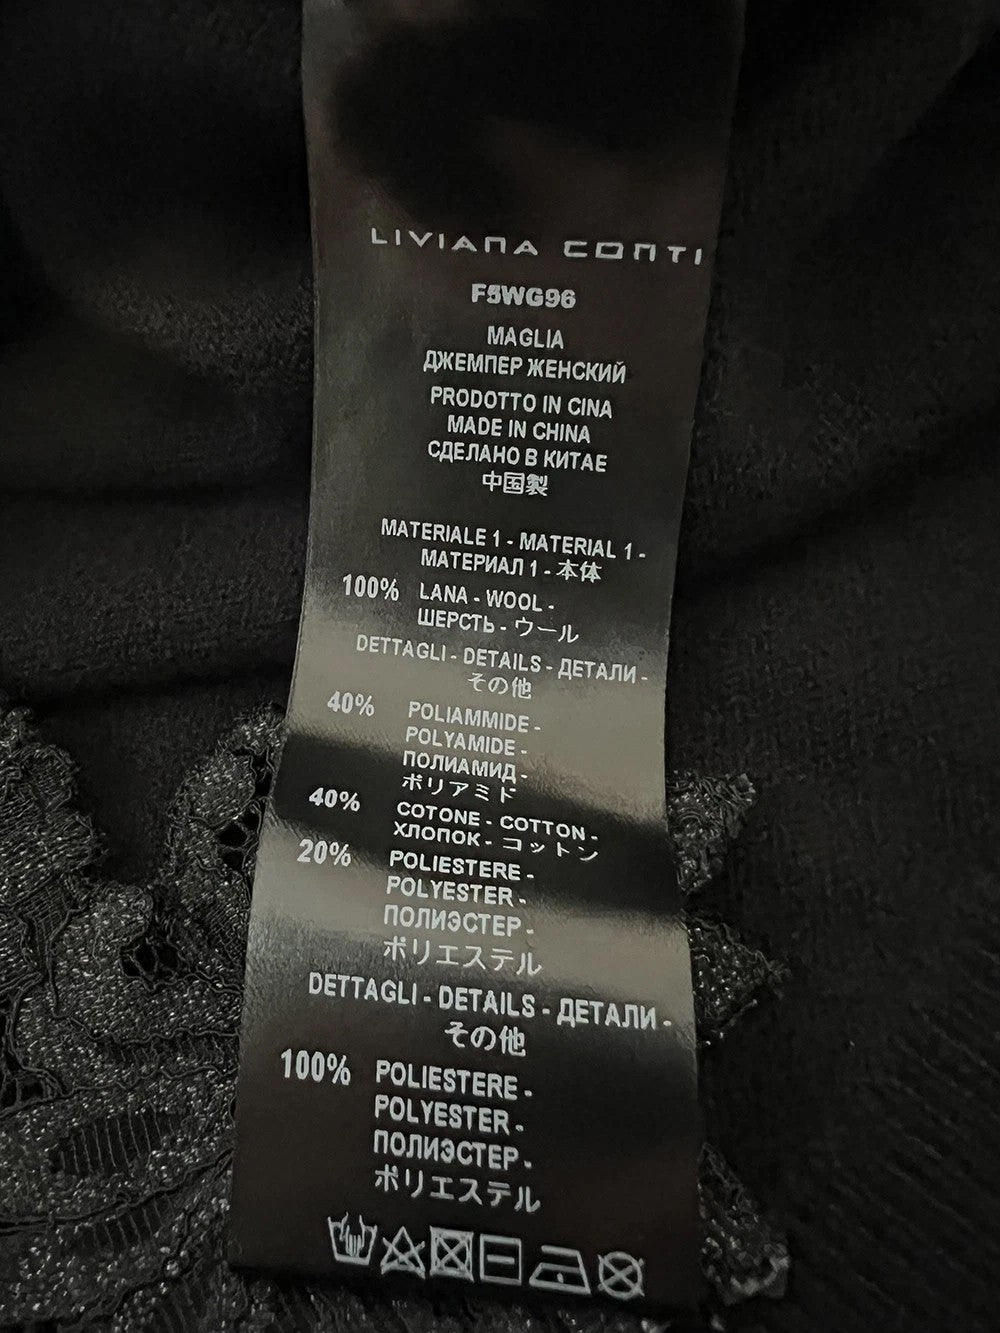 LIVIANA CONTI
F5WG96
MAGLIA
ДЖЕМПЕР ЖЕНСКИЙ
PRODOTTO IN CINA
MADE IN CHINA
СДЕЛАНО В КИТАЕ
中国製
MATERIALE 1 - MATERIAL 1 -
МАТЕРИАЛ 1 - 本体
100% LANA - WOOL -
ШЕРСТЬ - ウール
DETTAGLI - DETAILS - ДЕТАЛИ -
その他
40% POLIAMMIDE -
POLYAMIDE -
ПОЛИАМИД -
ポリアミド
40% COTONE - COTTON -
ХЛОПОК - コットン
20% POLIESTERE -
POLYESTER -
ПОЛИЭСТЕР -
ポリエステル
DETTAGLI - DETAILS - ДЕТАЛИ -
その他
100% POLIESTERE -
POLYESTER -
ПОЛИЭСТЕР -
ポリエステル